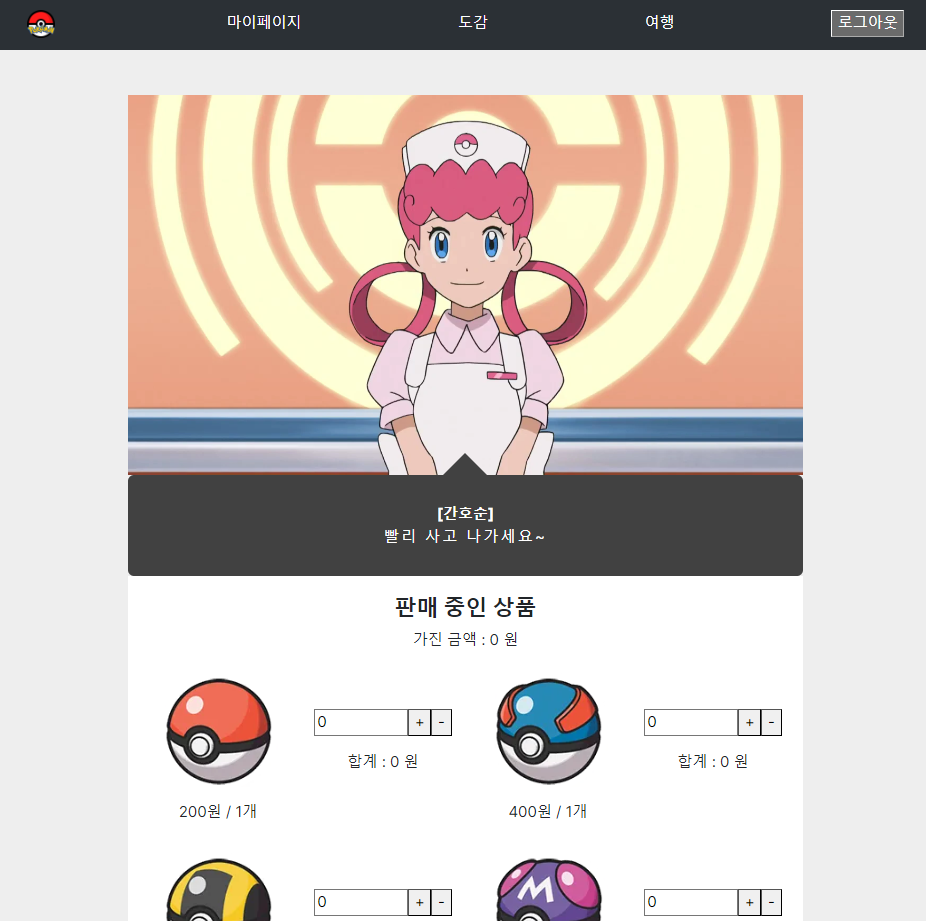 마이페이지
도감
여행
로그아웃
[간호순]
빨리 사고 나가세요~
판매 중인 상품
가진 금액 : 0 원
0 + -
합계 : 0 원
200원 / 1개
0 + -
합계 : 0 원
400원 / 1개
0 + -
M
0 + -